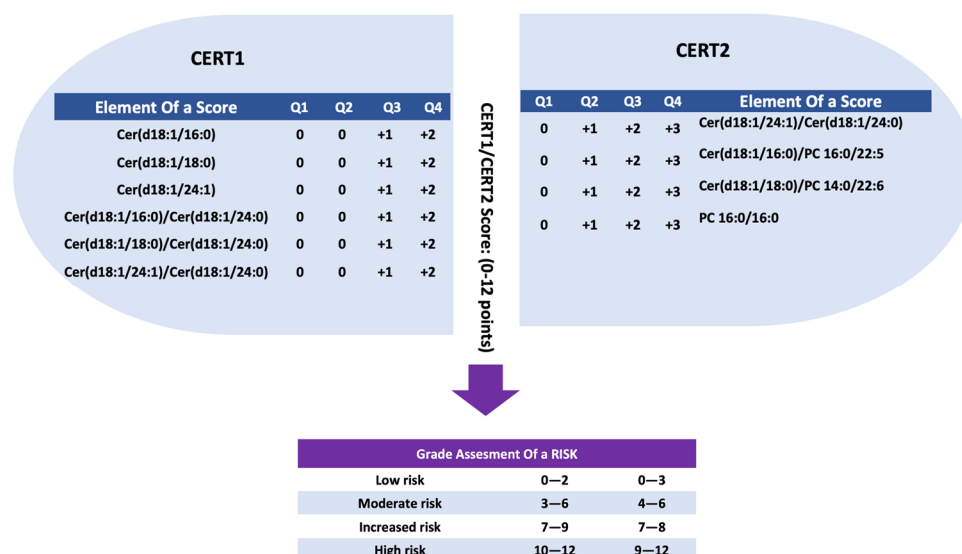 CERT1
Element Of a Score Q1 Q2 Q3 Q4
Cer(d18:1/16:0) 0 0 +1 +2
Cer(d18:1/18:0) 0 0 +1 +2
Cer(d18:1/24:1) 0 0 +1 +2
Cer(d18:1/16:0)/Cer(d18:1/24:0) 0 0 +1 +2
Cer(d18:1/18:0)/Cer(d18:1/24:0) 0 0 +1 +2
Cer(d18:1/24:1)/Cer(d18:1/24:0) 0 0 +1 +2
CERT1/CERT2 Score: (0-12 points)
CERT2
Q1 Q2 Q3 Q4 Element Of a Score
0 +1 +2 +3 Cer(d18:1/24:1)/Cer(d18:1/24:0)
0 +1 +2 +3 Cer(d18:1/16:0)/PC 16:0/22:5
0 +1 +2 +3 Cer(d18:1/18:0)/PC 14:0/22:6
0 +1 +2 +3 PC 16:0/16:0
Grade Assesment Of a RISK
Low risk 0—2 0—3
Moderate risk 3—6 4—6
Increased risk 7—9 7—8
High risk 10—12 9—12